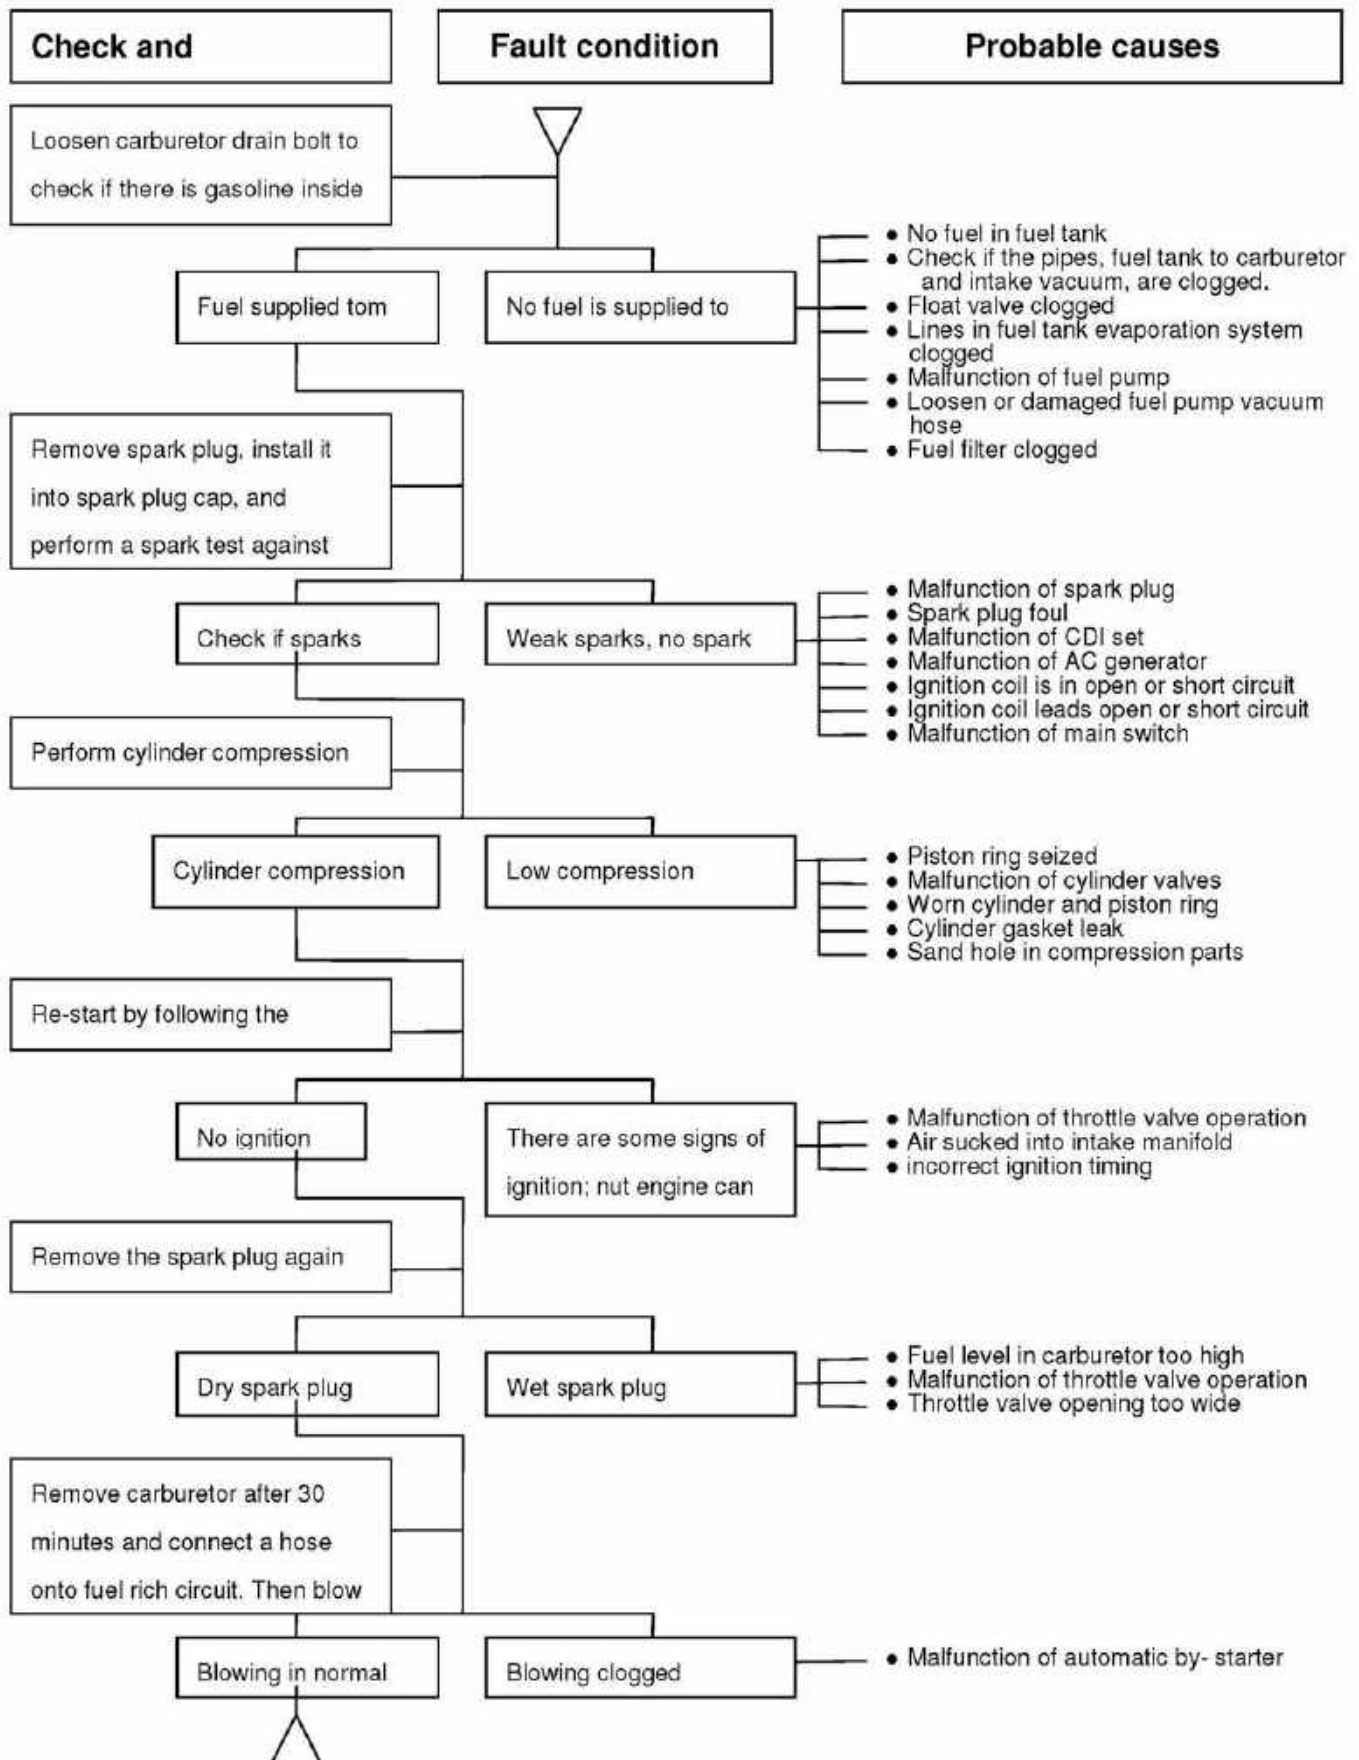 Check and
Fault condition
Probable causes
Loosen carburetor drain bolt to
check if there is gasoline inside
Fuel supplied tom
No fuel is supplied to
● No fuel in fuel tank
● Check if the pipes, fuel tank to carburetor
and intake vacuum, are clogged.
● Float valve clogged
● Lines in fuel tank evaporation system
clogged
● Malfunction of fuel pump
● Loosen or damaged fuel pump vacuum
hose
● Fuel filter clogged
Remove spark plug, install it
into spark plug cap, and
perform a spark test against
Check if sparks
Weak sparks, no spark
● Malfunction of spark plug
● Spark plug foul
● Malfunction of CDI set
● Malfunction of AC generator
● Ignition coil is in open or short circuit
● Ignition coil leads open or short circuit
● Malfunction of main switch
Perform cylinder compression
Cylinder compression
Low compression
● Piston ring seized
● Malfunction of cylinder valves
● Worn cylinder and piston ring
● Cylinder gasket leak
● Sand hole in compression parts
Re-start by following the
No ignition
There are some signs of
ignition; nut engine can
● Malfunction of throttle valve operation
● Air sucked into intake manifold
● incorrect ignition timing
Remove the spark plug again
Dry spark plug
Wet spark plug
● Fuel level in carburetor too high
● Malfunction of throttle valve operation
● Throttle valve opening too wide
Remove carburetor after 30
minutes and connect a hose
onto fuel rich circuit. Then blow
Blowing in normal
Blowing clogged
● Malfunction of automatic by- starter